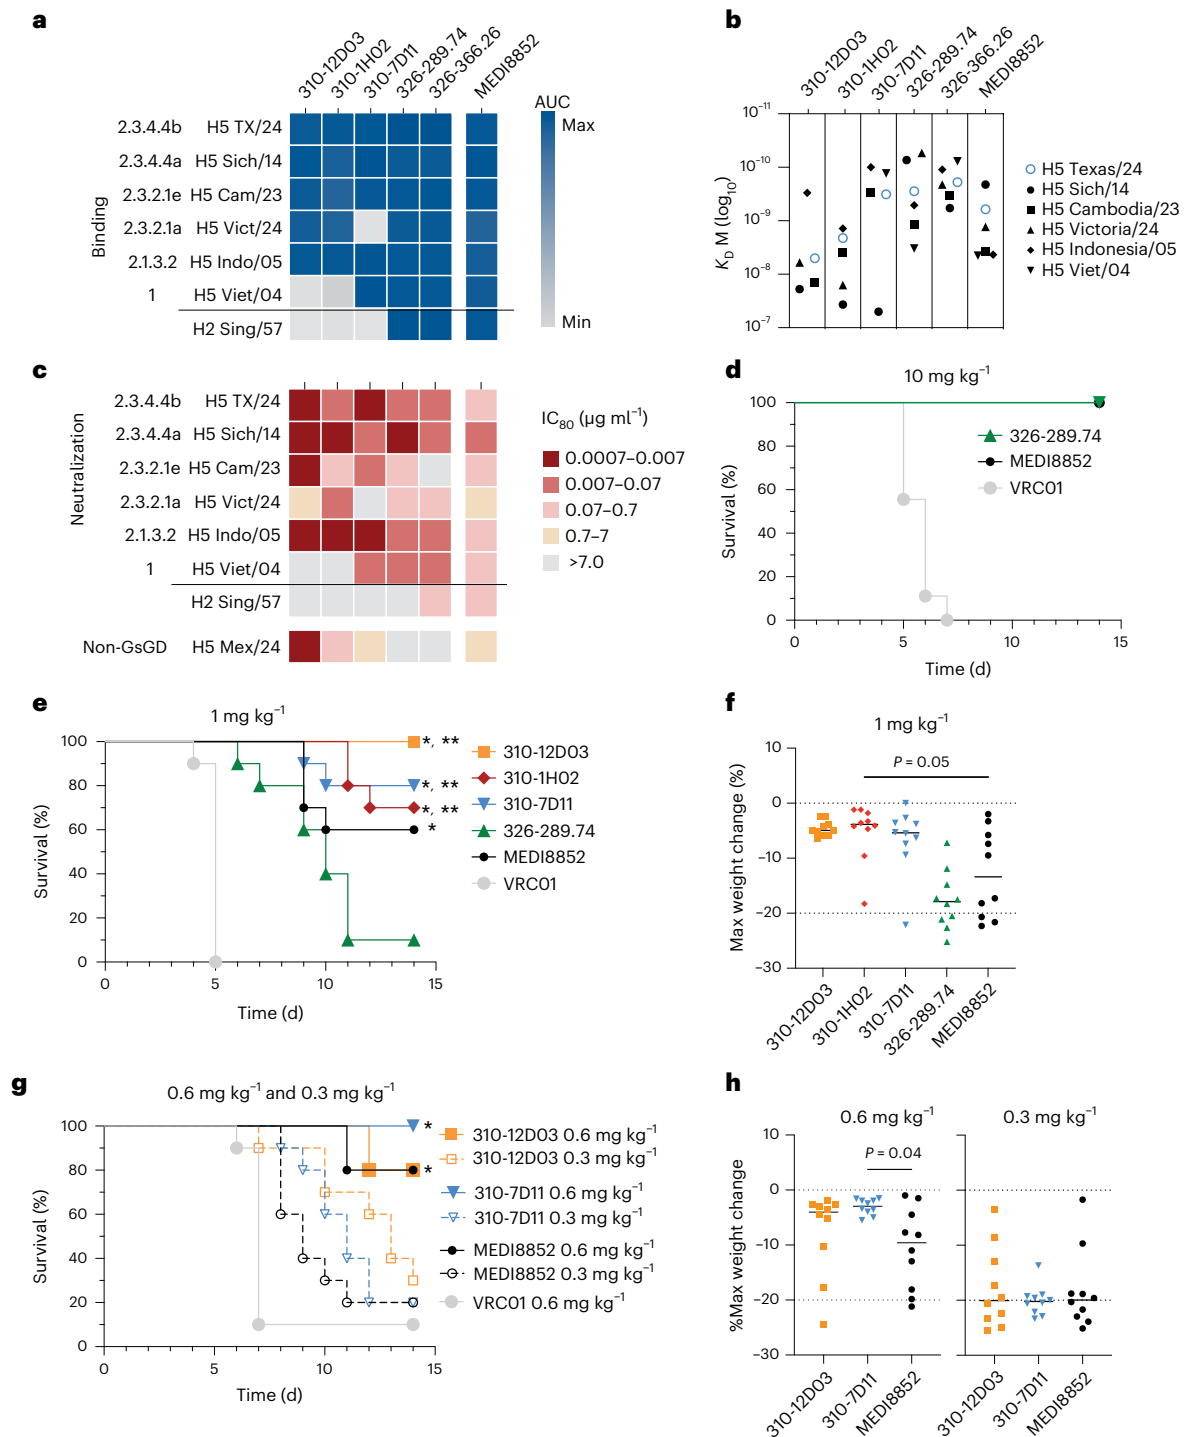 a
310-12D03
310-1H02
310-7D11
326-289.74
326-366.26
MEDI8852
Binding
2.3.4.4b H5 TX/24
2.3.4.4a H5 Sich/14
2.3.2.1e H5 Cam/23
2.3.2.1a H5 Vict/24
2.1.3.2 H5 Indo/05
1 H5 Viet/04
H2 Sing/57
AUC
Max
Min
b
310-12D03
310-1H02
310-7D11
326-289.74
326-366.26
MEDI8852
K_D M (log₁₀)
10⁻¹¹
10⁻¹⁰
10⁻⁹
10⁻⁸
10⁻⁷
H5 Texas/24
H5 Sich/14
H5 Cambodia/23
H5 Victoria/24
H5 Indonesia/05
H5 Viet/04
c
Neutralization
2.3.4.4b H5 TX/24
2.3.4.4a H5 Sich/14
2.3.2.1e H5 Cam/23
2.3.2.1a H5 Vict/24
2.1.3.2 H5 Indo/05
1 H5 Viet/04
H2 Sing/57
Non-GsGD H5 Mex/24
IC₈₀ (µg ml⁻¹)
0.0007–0.007
0.007–0.07
0.07–0.7
0.7–7
>7.0
d
10 mg kg⁻¹
Survival (%)
100
80
60
40
20
0
0 5 10 15
Time (d)
326-289.74
MEDI8852
VRC01
e
1 mg kg⁻¹
Survival (%)
100
80
60
40
20
0
0 5 10 15
Time (d)
*, **
*, **
*, **
*
310-12D03
310-1H02
310-7D11
326-289.74
MEDI8852
VRC01
f
1 mg kg⁻¹
Max weight change (%)
10
0
–10
–20
–30
P = 0.05
310-12D03
310-1H02
310-7D11
326-289.74
MEDI8852
g
0.6 mg kg⁻¹ and 0.3 mg kg⁻¹
Survival (%)
100
80
60
40
20
0
0 5 10 15
Time (d)
*
*
310-12D03 0.6 mg kg⁻¹
310-12D03 0.3 mg kg⁻¹
310-7D11 0.6 mg kg⁻¹
310-7D11 0.3 mg kg⁻¹
MEDI8852 0.6 mg kg⁻¹
MEDI8852 0.3 mg kg⁻¹
VRC01 0.6 mg kg⁻¹
h
0.6 mg kg⁻¹ 0.3 mg kg⁻¹
%Max weight change
10
0
–10
–20
–30
P = 0.04
310-12D03
310-7D11
MEDI8852
310-12D03
310-7D11
MEDI8852